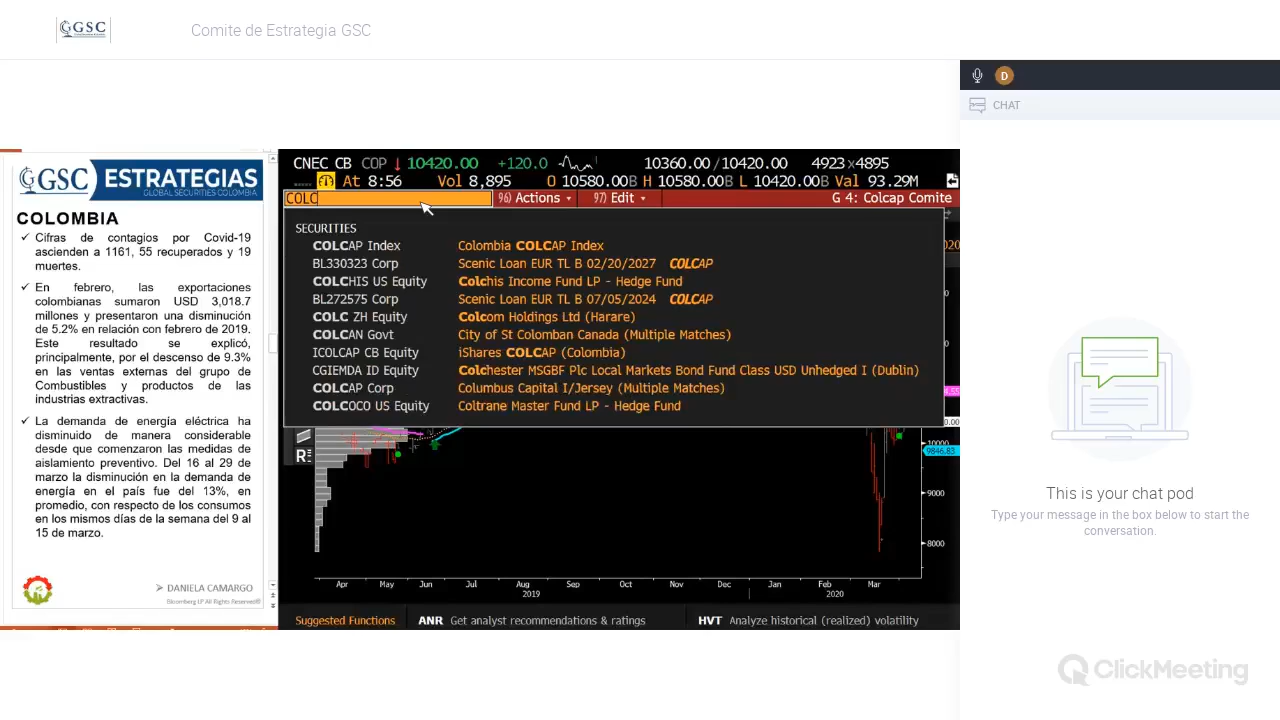 GSC
Comite de Estrategia GSC
D
CHAT
GSC ESTRATEGIAS
GLOBAL SECURITIES COLOMBIA
COLOMBIA
✓ Cifras de contagios por Covid-19
ascienden a 1161, 55 recuperados y 19
muertes.
✓ En febrero, las exportaciones
colombianas sumaron USD 3,018.7
millones y presentaron una disminución
de 5.2% en relación con febrero de 2019.
Este resultado se explicó,
principalmente, por el descenso de 9.3%
en las ventas externas del grupo de
Combustibles y productos de las
industrias extractivas.
✓ La demanda de energía eléctrica ha
disminuido de manera considerable
desde que comenzaron las medidas de
aislamiento preventivo. Del 16 al 29 de
marzo la disminución en la demanda de
energía en el país fue del 13%, en
promedio, con respecto de los consumos
en los mismos días de la semana del 9 al
15 de marzo.
➢ DANIELA CAMARGO
Bloomberg LP All Rights Reserved®
CNEC CB COP ↓ 10420.00 +120.0 10360.00/10420.00 4923x4895
At 8:56 Vol 8,895 O 10580.00B H 10580.00B L 10420.00B Val 93.29M
COLC 96) Actions 97) Edit G 4: Colcap Comite
SECURITIES
COLCAP Index Colombia COLCAP Index
BL330323 Corp Scenic Loan EUR TL B 02/20/2027 COLCAP
COLCHIS US Equity Colchis Income Fund LP - Hedge Fund
BL272575 Corp Scenic Loan EUR TL B 07/05/2024 COLCAP
COLC ZH Equity Colcom Holdings Ltd (Harare)
COLCAN Govt City of St Colomban Canada (Multiple Matches)
ICOLCAP CB Equity iShares COLCAP (Colombia)
CGIEMDA ID Equity Colchester MSGBF Plc Local Markets Bond Fund Class USD Unhedged I (Dublin)
COLCAP Corp Columbus Capital I/Jersey (Multiple Matches)
COLCOCO US Equity Coltrane Master Fund LP - Hedge Fund
10000
9846.83
9000
8000
Apr May Jun Jul Aug Sep Oct Nov Dec Jan Feb Mar
2019 2020
Suggested Functions ANR Get analyst recommendations & ratings HVT Analyze historical (realized) volatility
This is your chat pod
Type your message in the box below to start the
conversation.
ClickMeeting